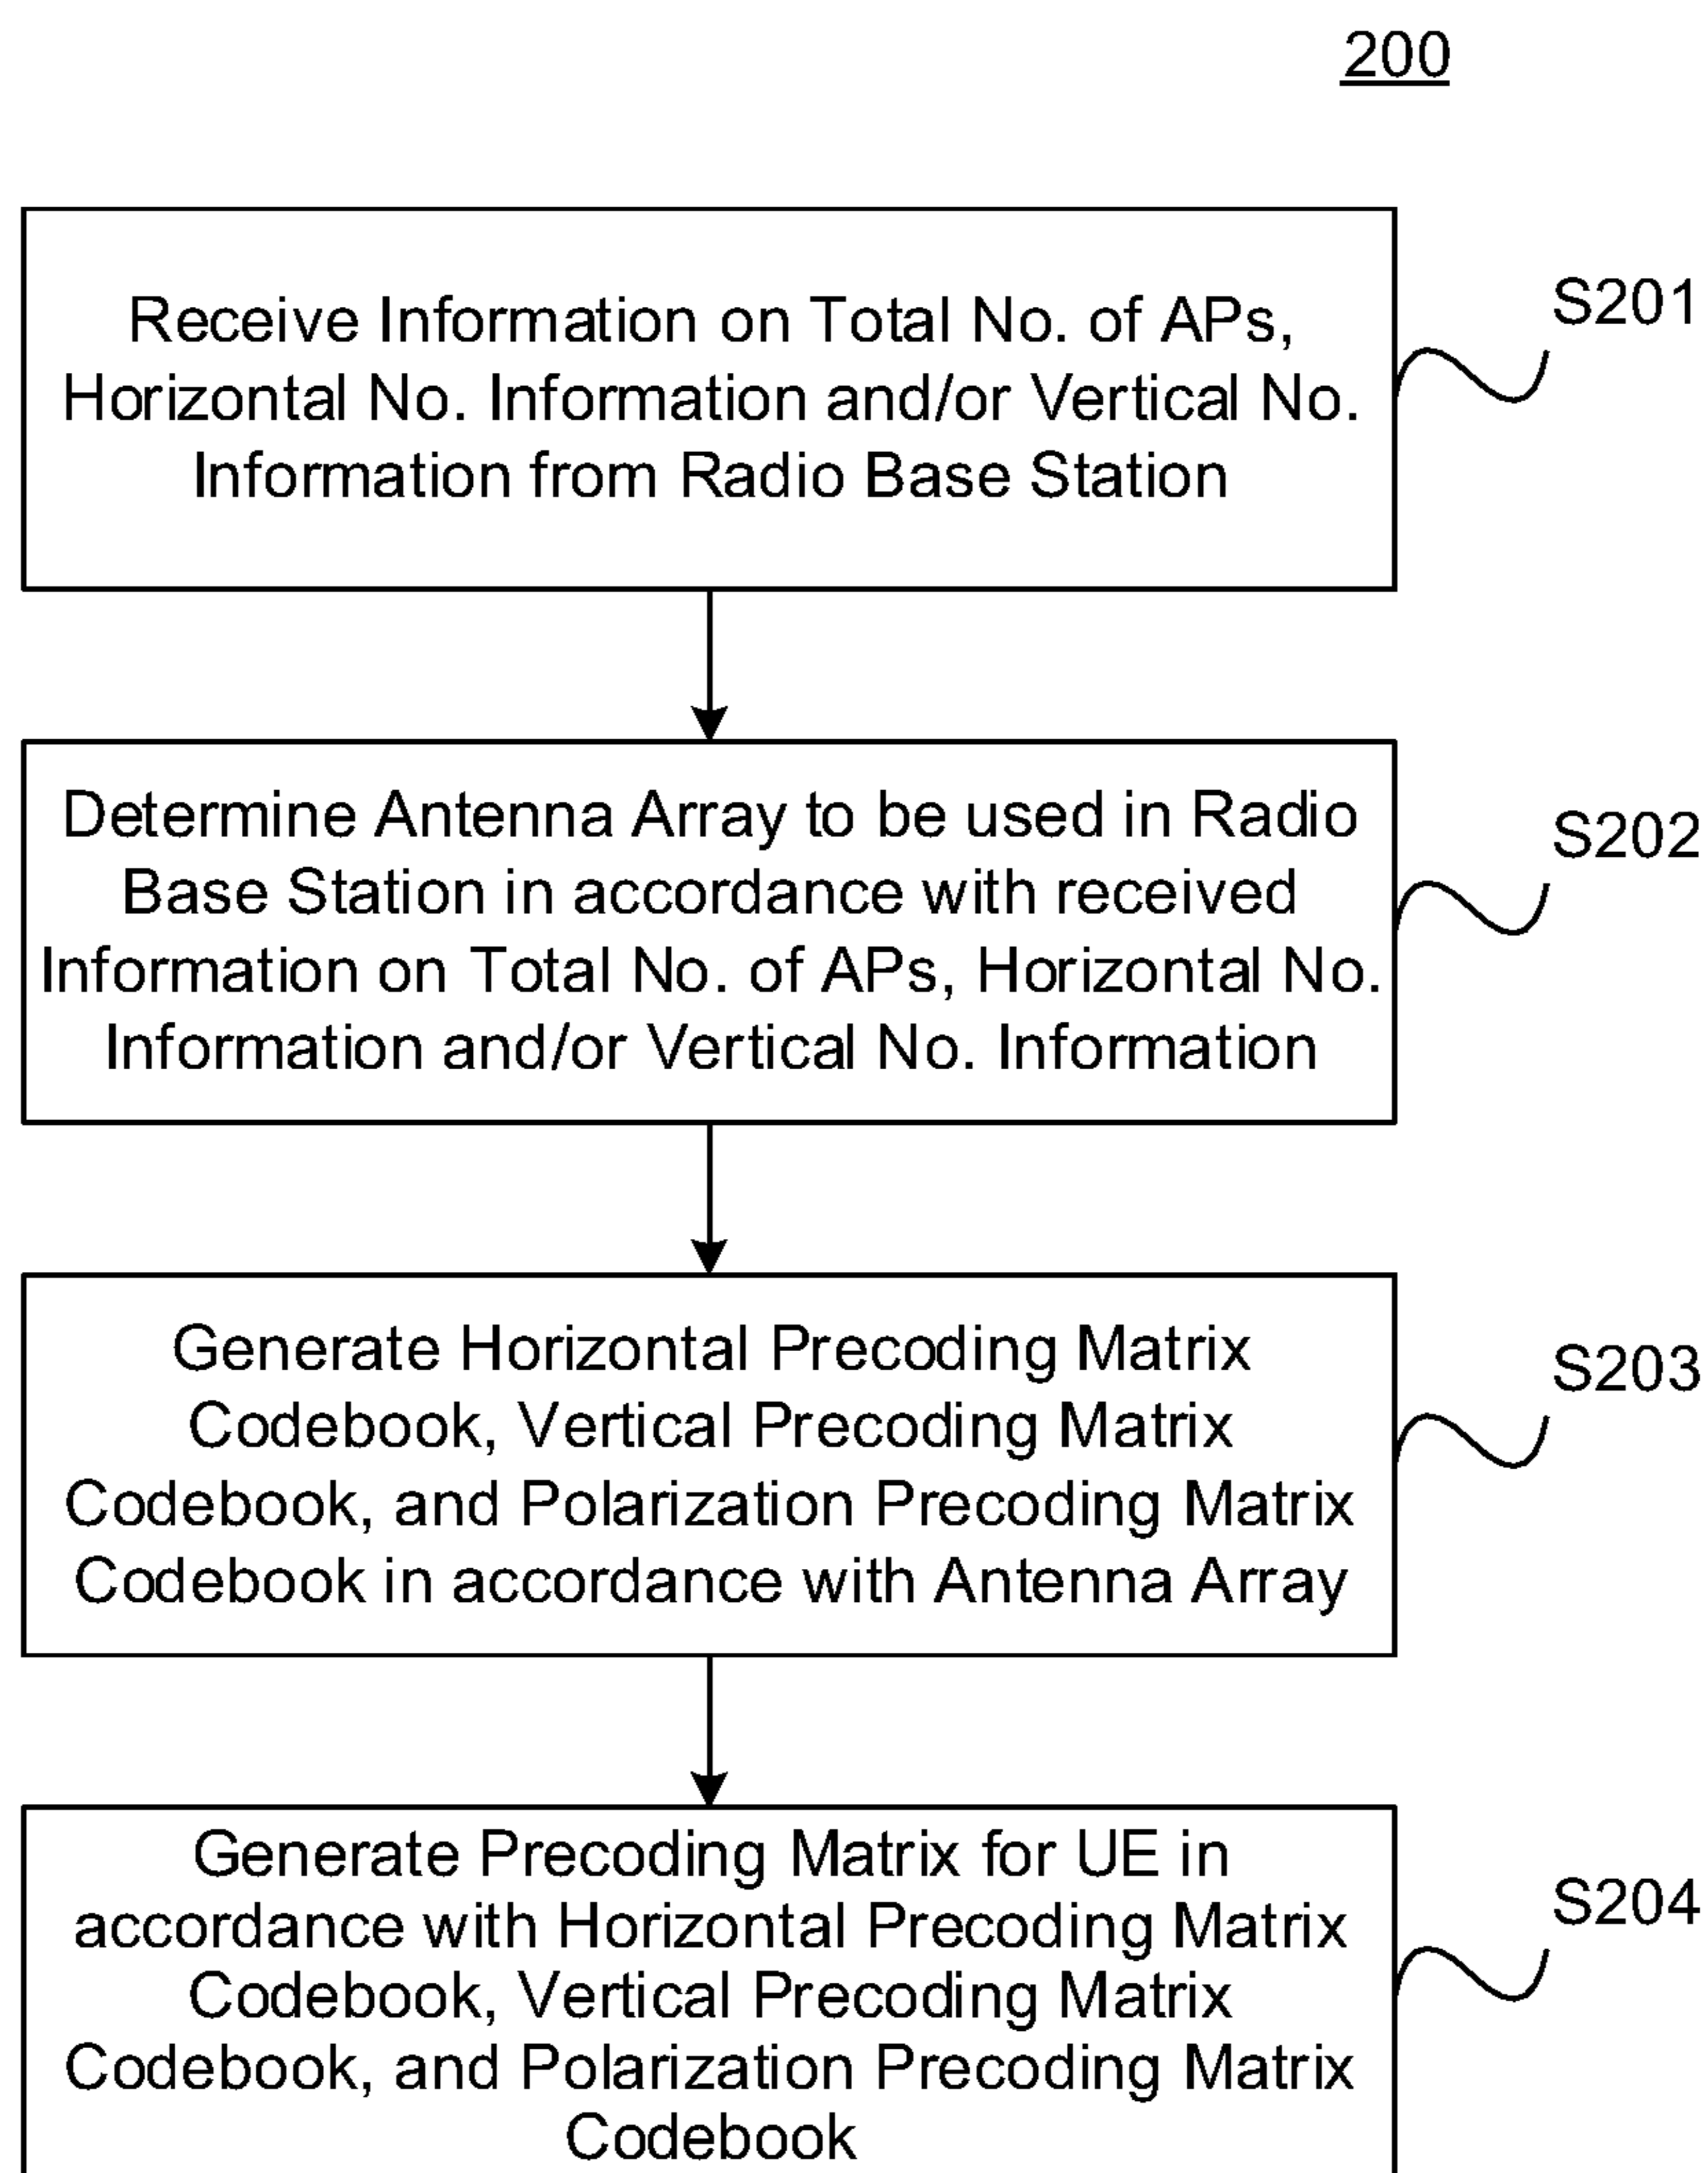 200
Receive Information on Total No. of APs,
Horizontal No. Information and/or Vertical No.
Information from Radio Base Station
S201
Determine Antenna Array to be used in Radio
Base Station in accordance with received
Information on Total No. of APs, Horizontal No.
Information and/or Vertical No. Information
S202
Generate Horizontal Precoding Matrix
Codebook, Vertical Precoding Matrix
Codebook, and Polarization Precoding Matrix
Codebook in accordance with Antenna Array
S203
Generate Precoding Matrix for UE in
accordance with Horizontal Precoding Matrix
Codebook, Vertical Precoding Matrix
Codebook, and Polarization Precoding Matrix
Codebook
S204